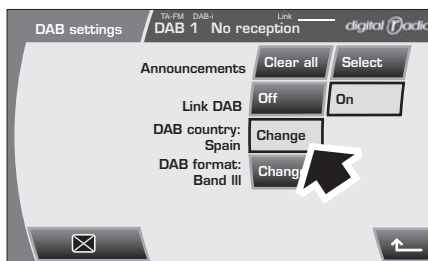 TA-FM DAB-i Link
DAB settings DAB 1 No reception digital radio
Announcements Clear all Select
Link DAB Off On
DAB country: Spain Change
DAB format: Band III Change